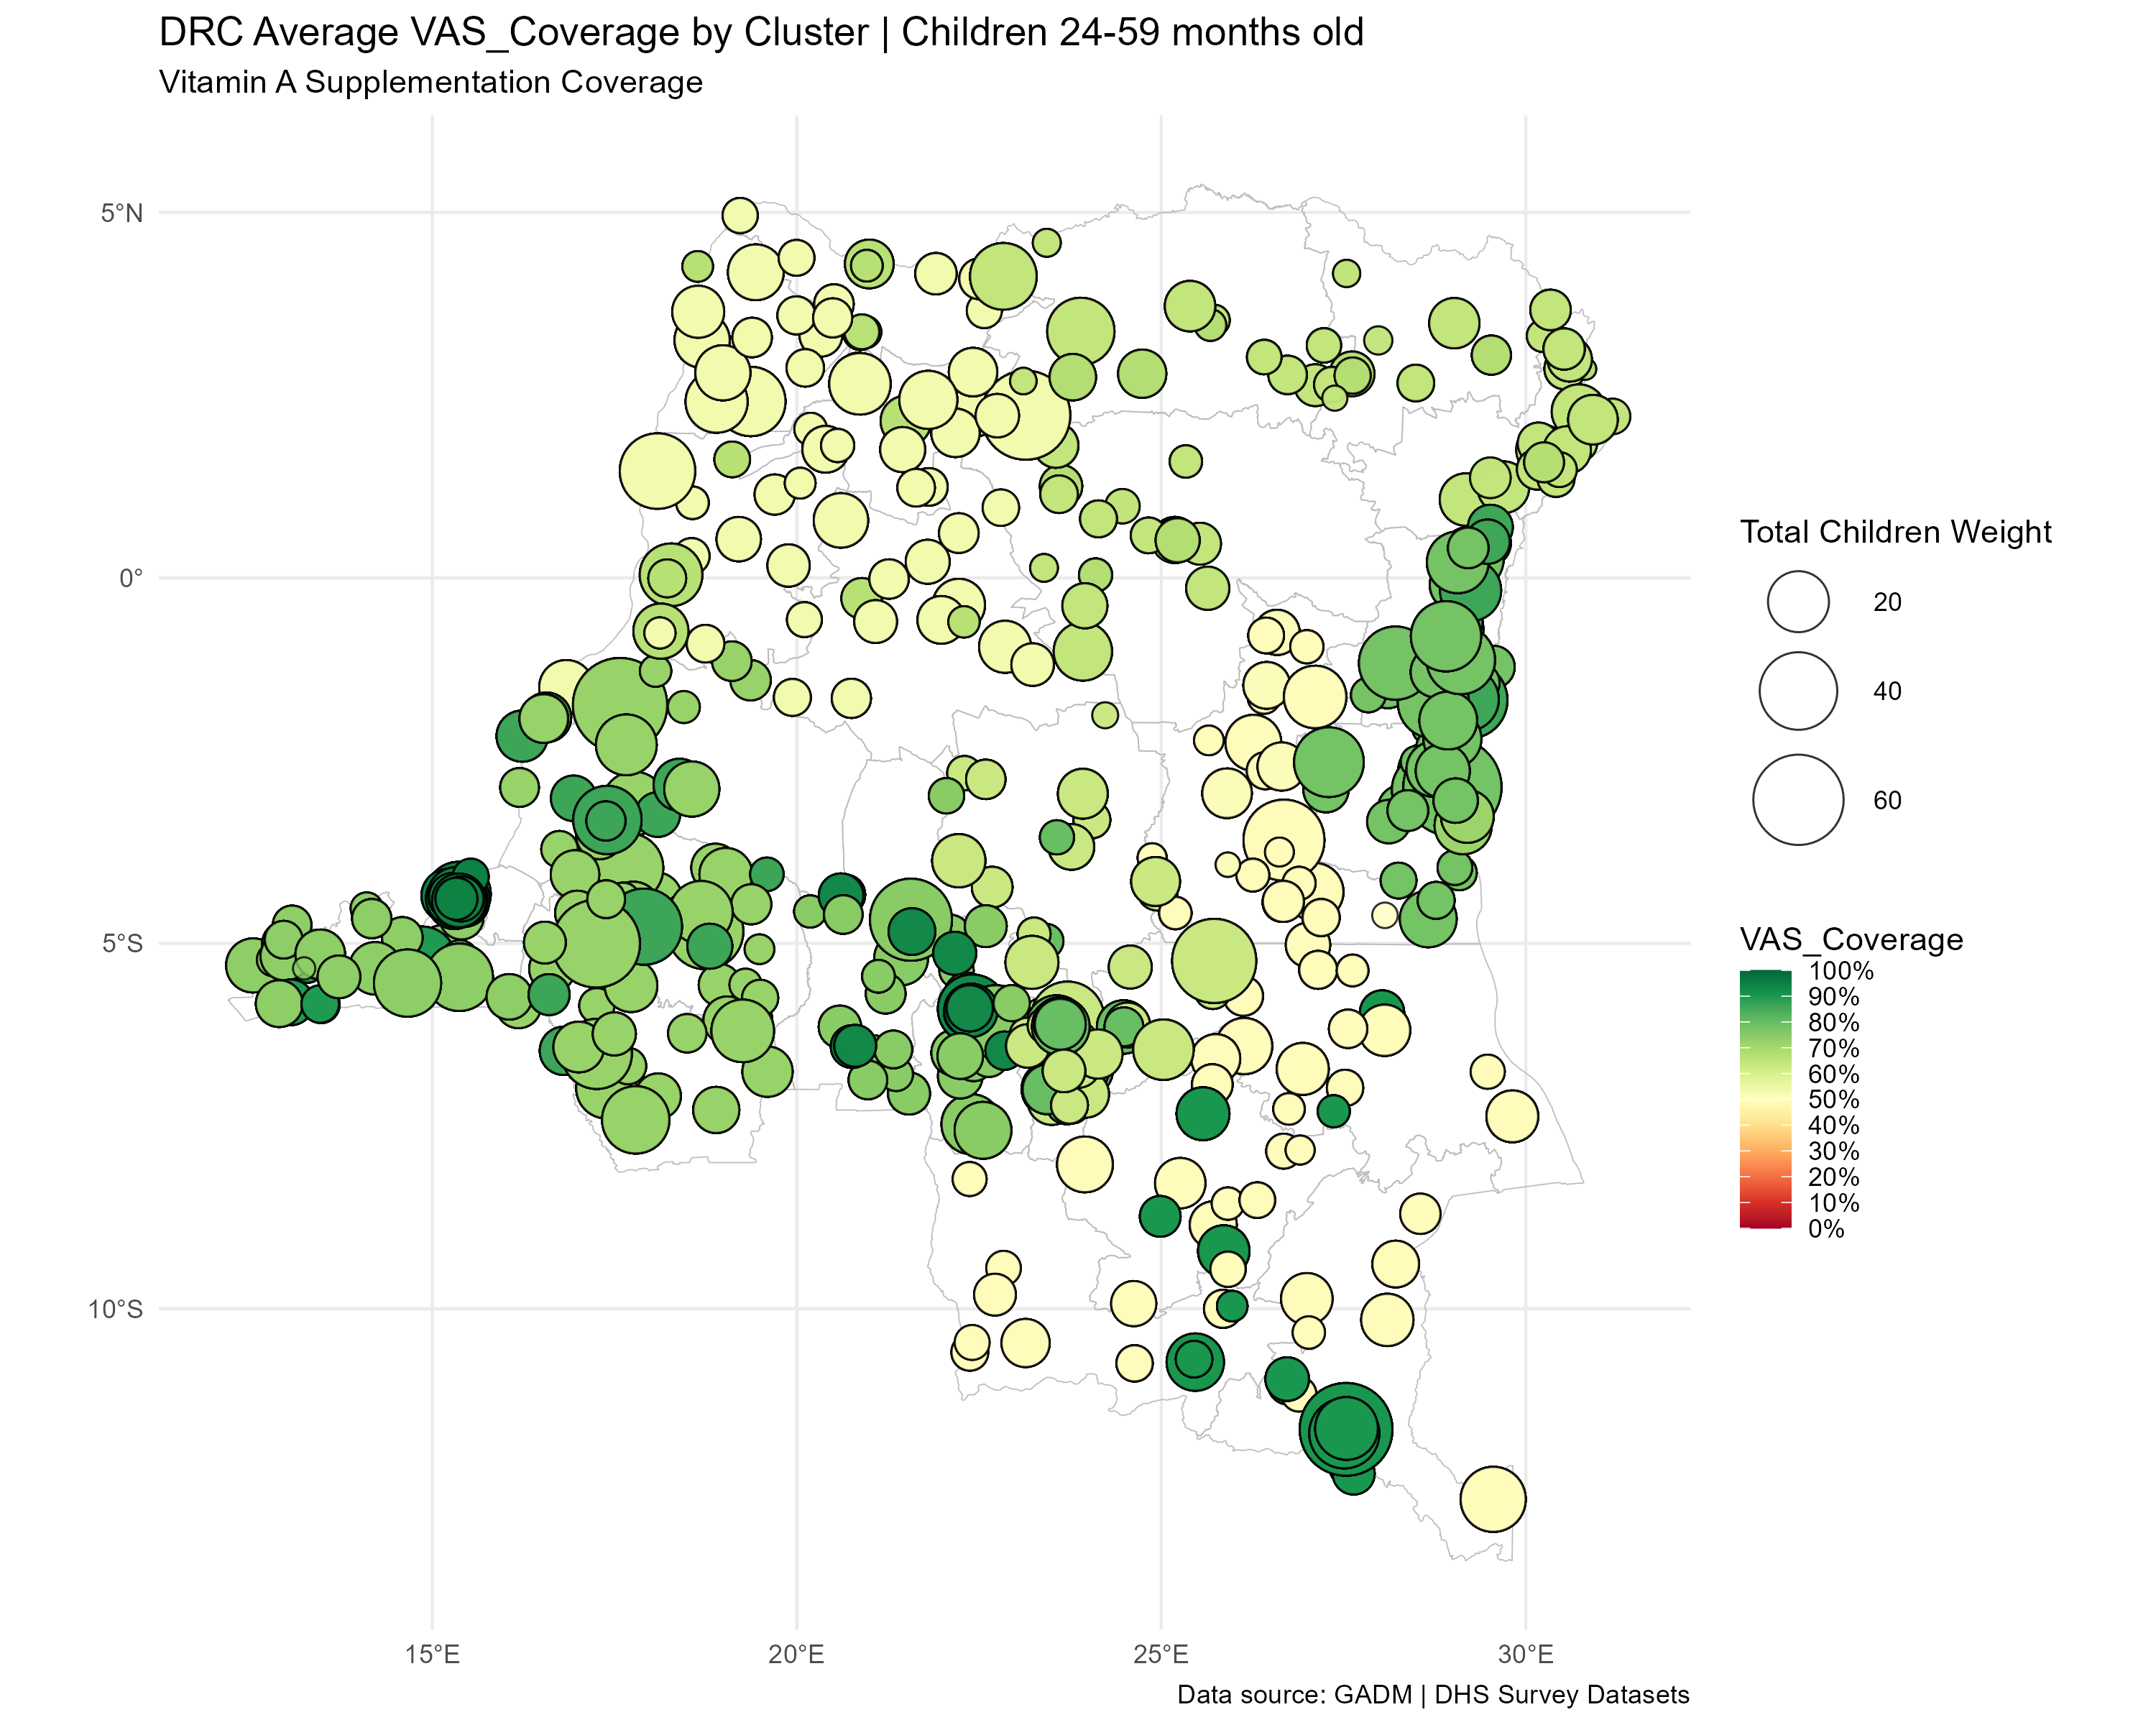 DRC Average VAS_Coverage by Cluster | Children 24-59 months old
Vitamin A Supplementation Coverage
5°N
0°
5°S
10°S
15°E
20°E
25°E
30°E
Total Children Weight
20
40
60
VAS_Coverage
100%
90%
80%
70%
60%
50%
40%
30%
20%
10%
0%
Data source: GADM | DHS Survey Datasets